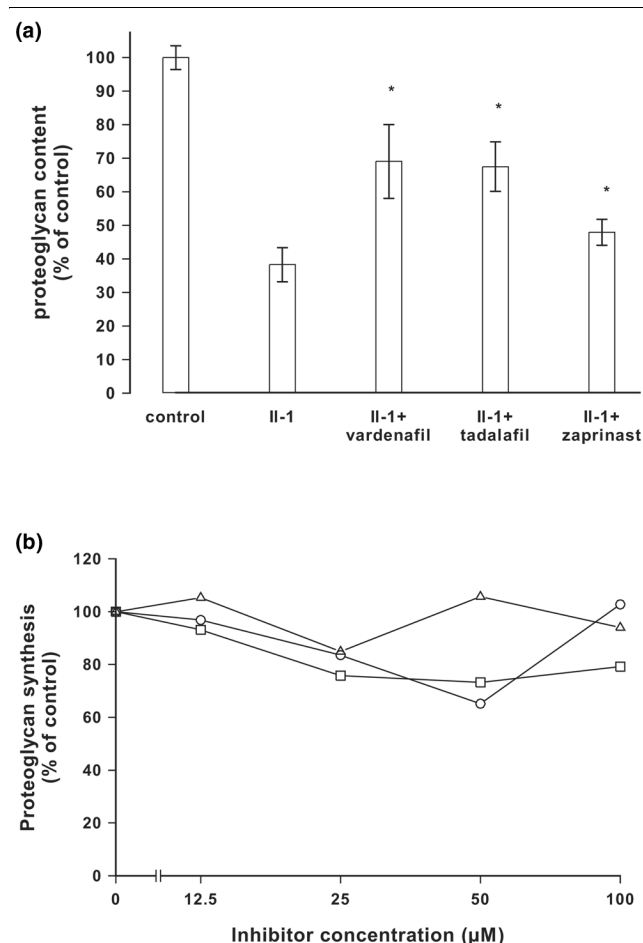 (a)
proteoglycan content
(% of control)
100
90
80
70
60
50
40
30
20
10
0
*
*
*
control
Il-1
Il-1+
vardenafil
Il-1+
tadalafil
Il-1+
zaprinast
(b)
Proteoglycan synthesis
(% of control)
120
100
80
60
40
20
0
0
12.5
25
50
100
Inhibitor concentration (µM)